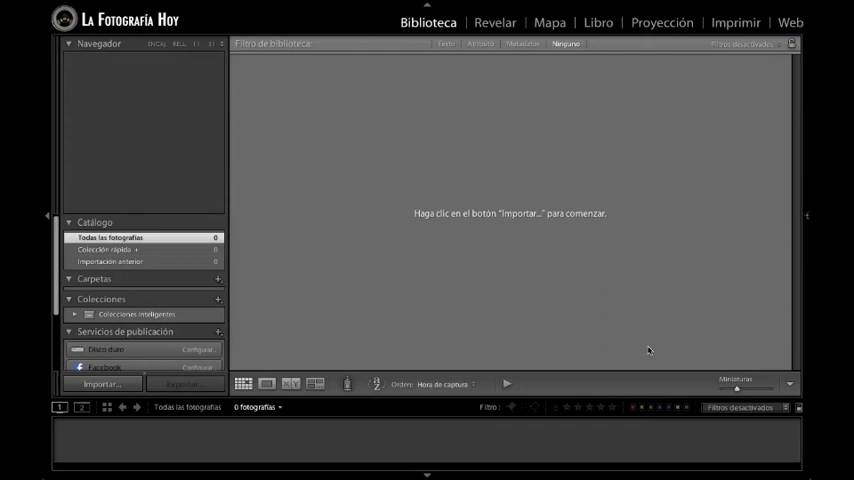 LA FOTOGRAFÍA HOY
Biblioteca | Revelar | Mapa | Libro | Proyección | Imprimir | Web
Navegador ENCAJ. RELL.
Filtro de biblioteca: Texto Atributo Metadatos Ninguno Filtros desactivados
Haga clic en el botón "Importar..." para comenzar.
Catálogo
Todas las fotografías 0
Colección rápida + 0
Importación anterior 0
Carpetas
Colecciones
Colecciones inteligentes
Servicios de publicación
Disco duro Configurar...
Facebook Configurar...
Importar... Exportar...
Orden: Hora de captura
Miniaturas
1 2 Todas las fotografías 0 fotografías
Filtro : Filtros desactivados